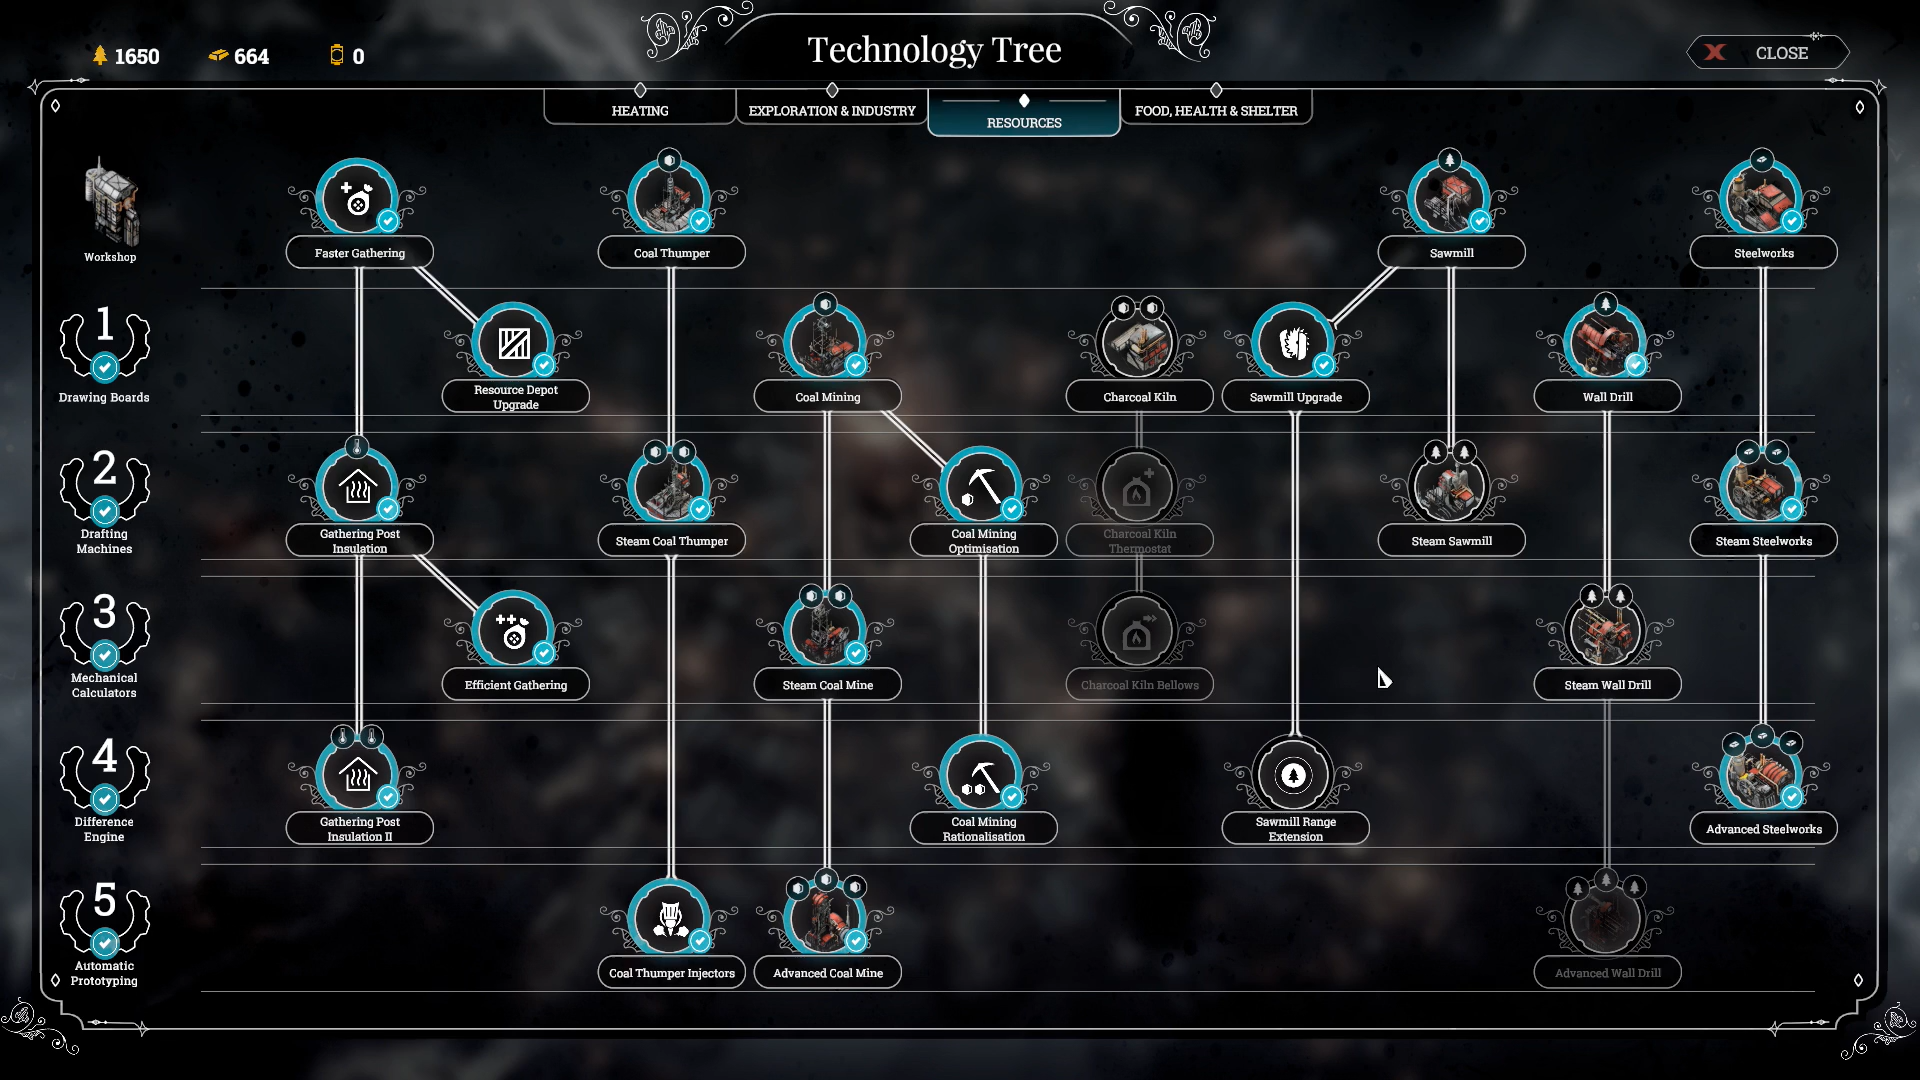 1650 664 0
Technology Tree
CLOSE
HEATING
EXPLORATION & INDUSTRY
RESOURCES
FOOD, HEALTH & SHELTER
Workshop
Faster Gathering
Coal Thumper
Sawmill
Steelworks
1
Drawing Boards
Resource Depot
Upgrade
Coal Mining
Charcoal Kiln
Sawmill Upgrade
Wall Drill
2
Drafting
Machines
Gathering Post
Insulation
Steam Coal Thumper
Coal Mining
Optimisation
Charcoal Kiln
Thermostat
Steam Sawmill
Steam Steelworks
3
Mechanical
Calculators
Efficient Gathering
Steam Coal Mine
Charcoal Kiln Bellows
Steam Wall Drill
4
Difference
Engine
Gathering Post
Insulation II
Coal Mining
Rationalisation
Sawmill Range
Extension
Advanced Steelworks
5
Automatic
Prototyping
Coal Thumper Injectors
Advanced Coal Mine
Advanced Wall Drill